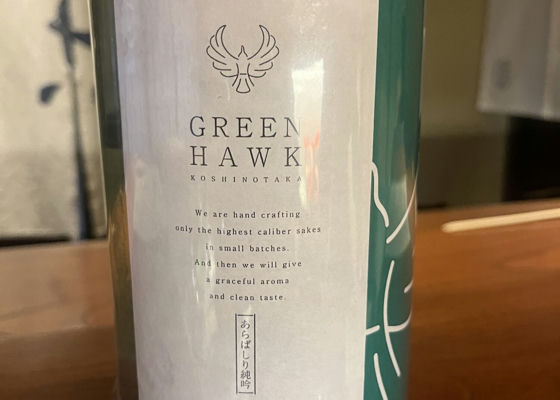 GREEN
HAWK
KOSHINOTAKA
We are hand crafting
only the highest caliber sakes
in small batches.
And then we will give
a graceful aroma
and clean taste.
あらばしり純吟